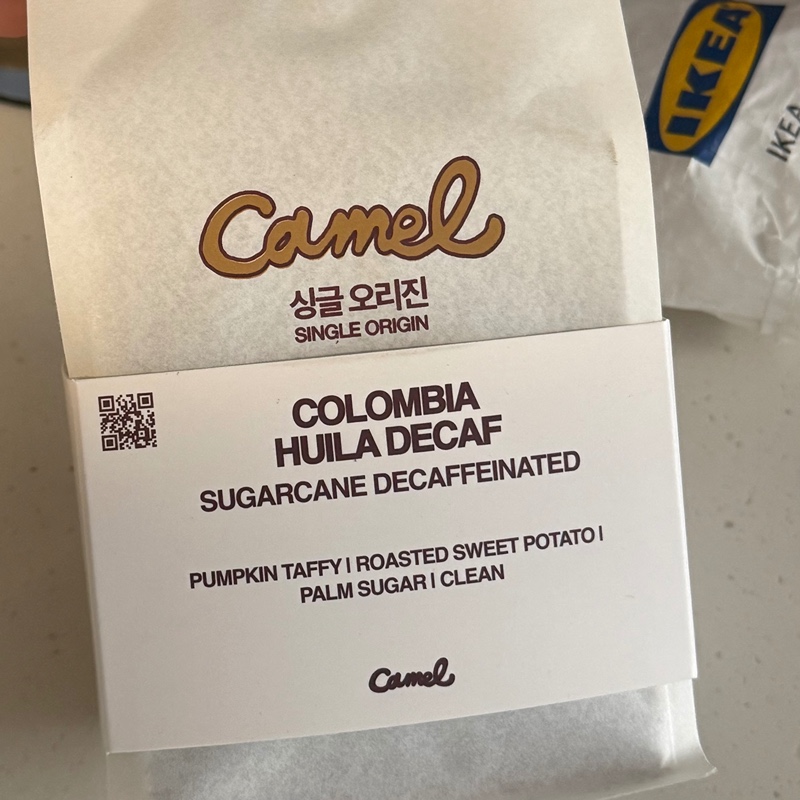 Camel
싱글 오리진
SINGLE ORIGIN
COLOMBIA
HUILA DECAF
SUGARCANE DECAFFEINATED
PUMPKIN TAFFY | ROASTED SWEET POTATO |
PALM SUGAR | CLEAN
Camel
IKEA
IKEA